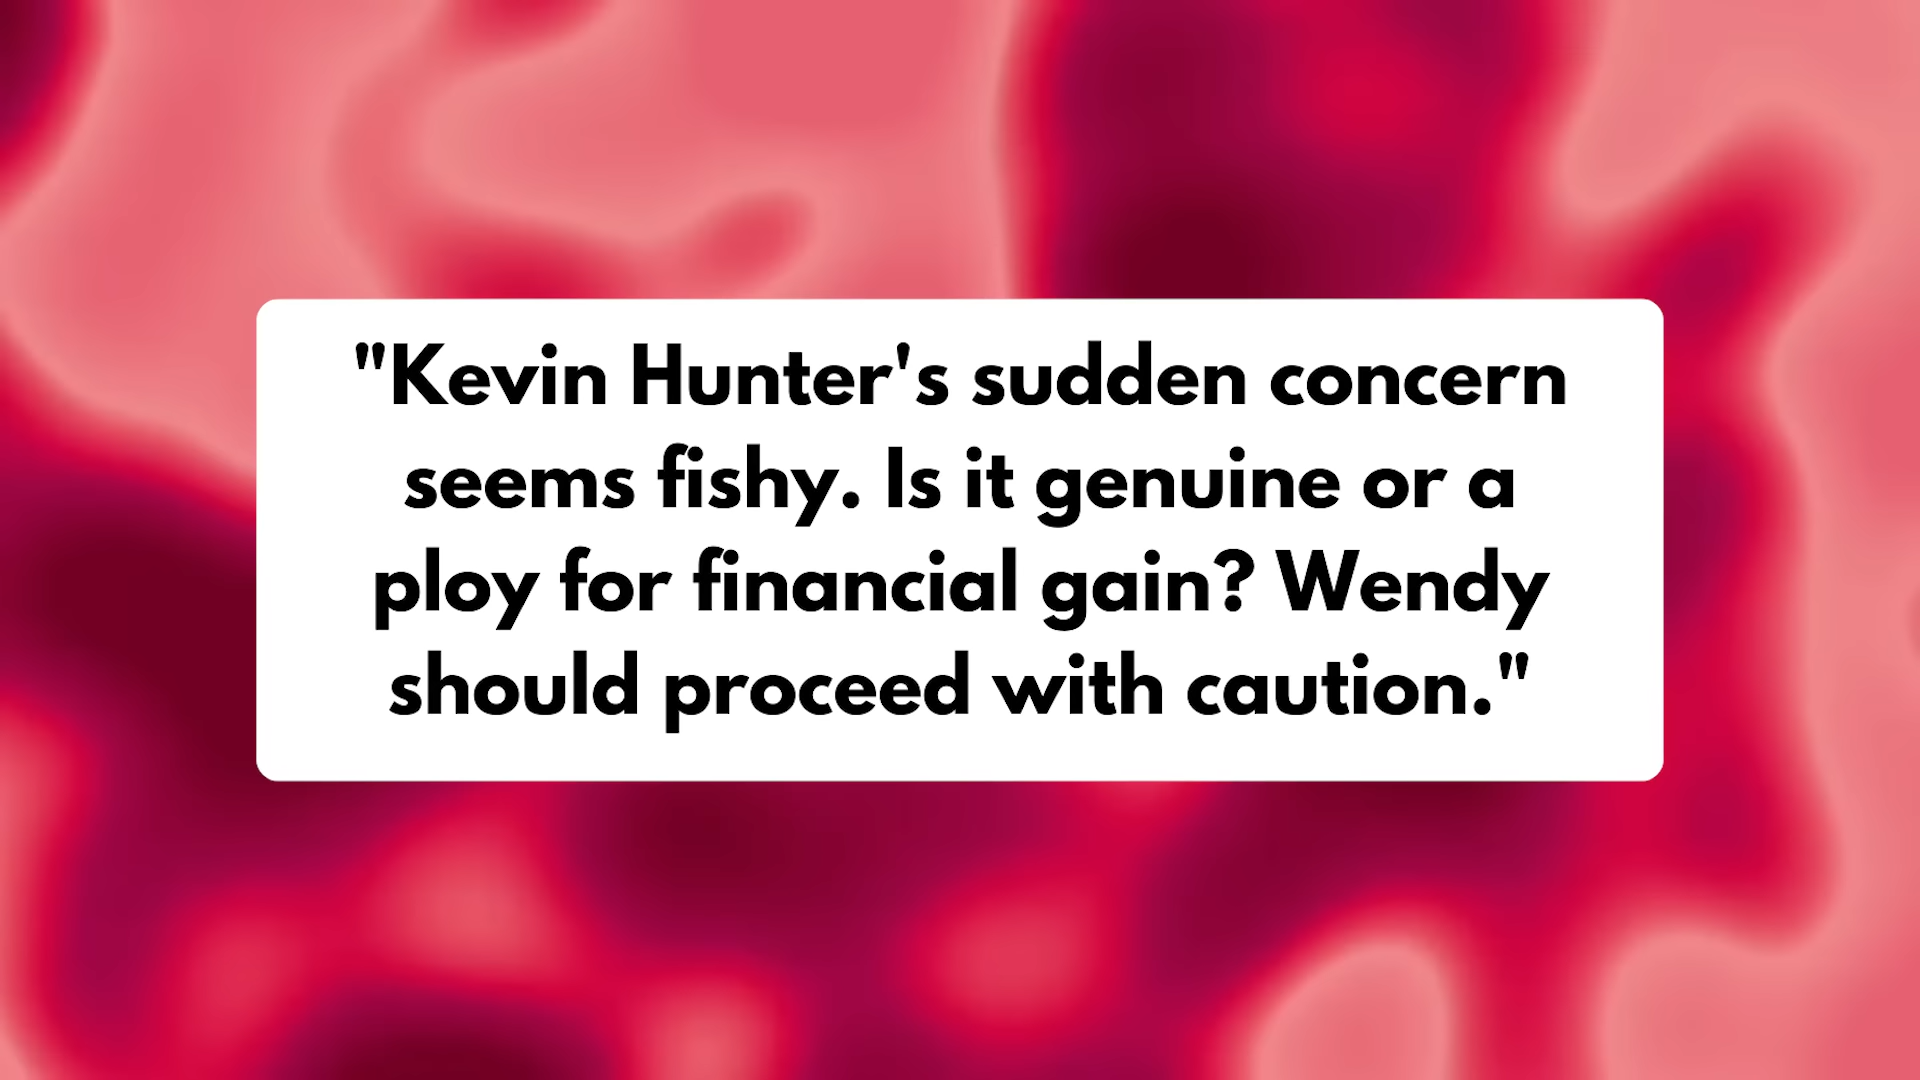 "Kevin Hunter's sudden concern
seems fishy. Is it genuine or a
ploy for financial gain? Wendy
should proceed with caution."